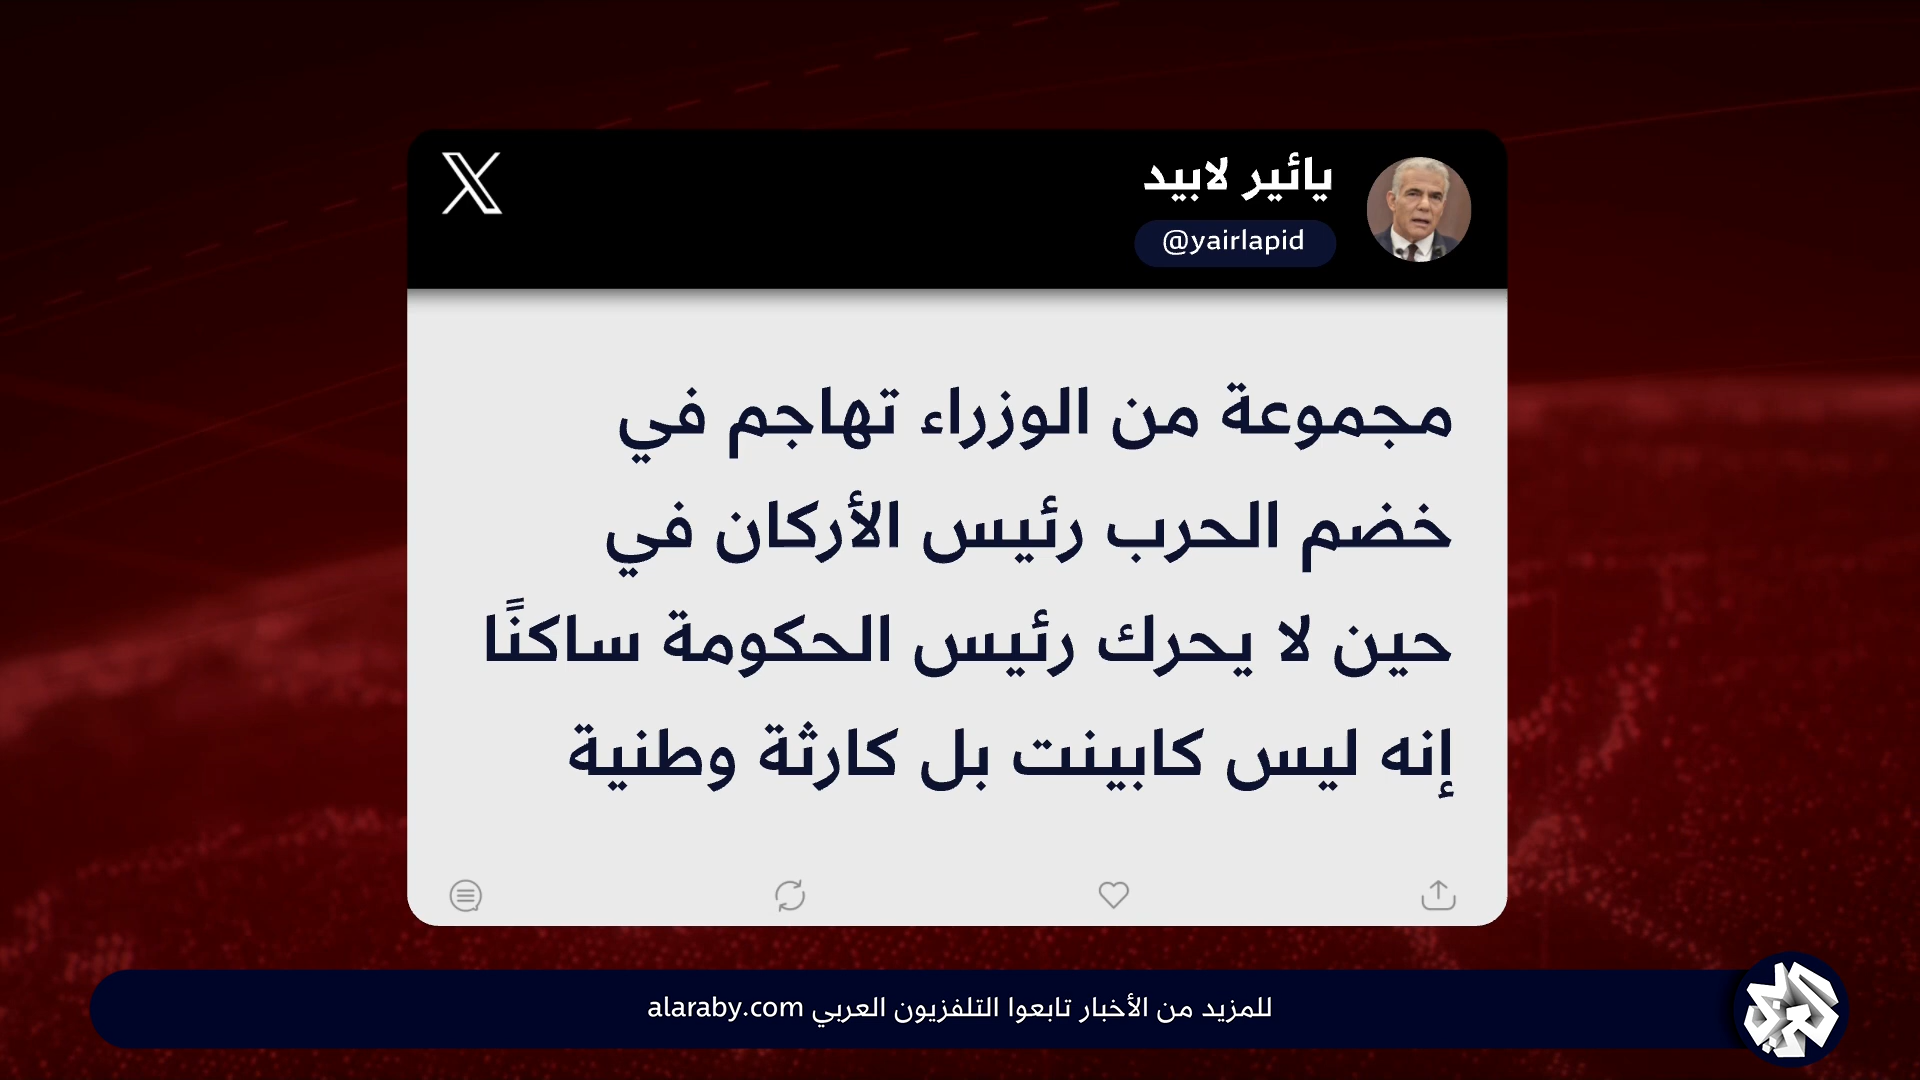 يائير لابيد
@yairlapid
مجموعة من الوزراء تهاجم في
خضم الحرب رئيس الأركان في
حين لا يحرك رئيس الحكومة ساكنًا
إنه ليس كابينت بل كارثة وطنية
للمزيد من الأخبار تابعوا التلفزيون العربي alaraby.com
العربي